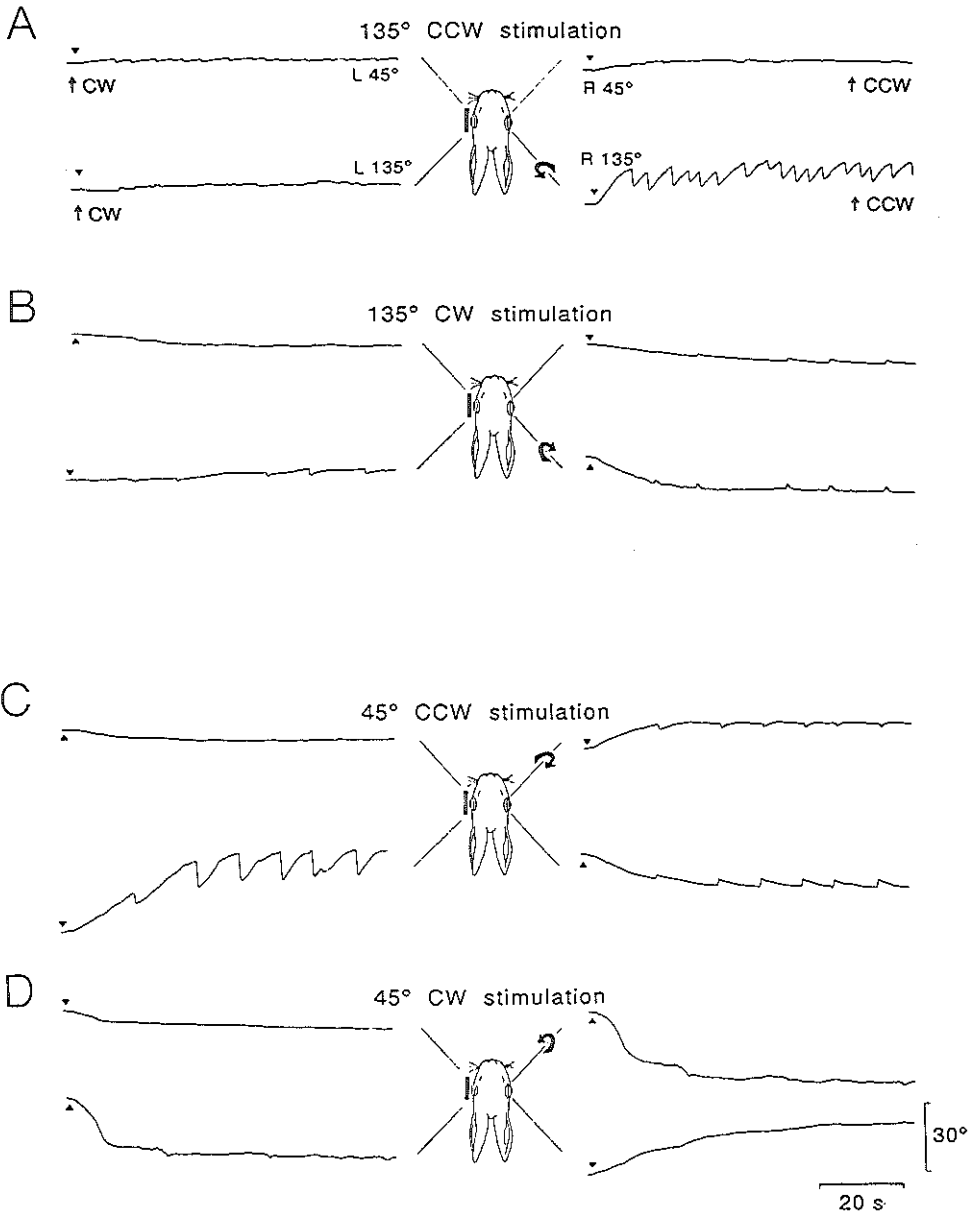 A
135° CCW stimulation
↑ CW
L 45°
R 45°
↑ CCW
L 135°
R 135°
↑ CW
↑ CCW
B
135° CW stimulation
C
45° CCW stimulation
D
45° CW stimulation
30°
20 s